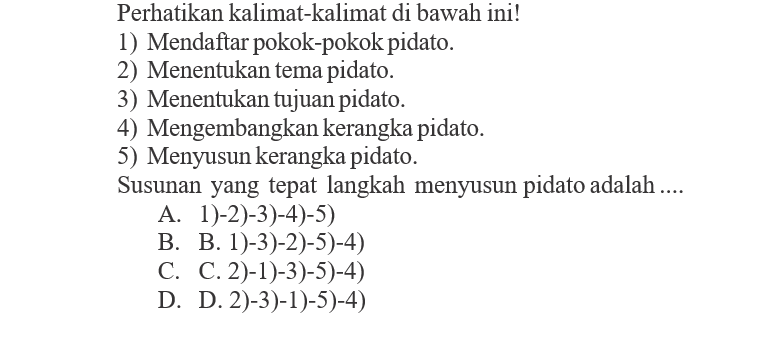 Perhatikan kalimat-kalimat di bawah ini!
1) Mendaftar pokok-pokok pidato.
2) Menentukan tema pidato.
3) Menentukan tujuan pidato.
4) Mengembangkan kerangka pidato.
5) Menyusun kerangka pidato.
Susunan yang tepat langkah menyusun pidato adalah ....
A. 1)-2)-3)-4)-5)
B. B. 1)-3)-2)-5)-4)
C. C. 2)-1)-3)-5)-4)
D. D. 2)-3)-1)-5)-4)